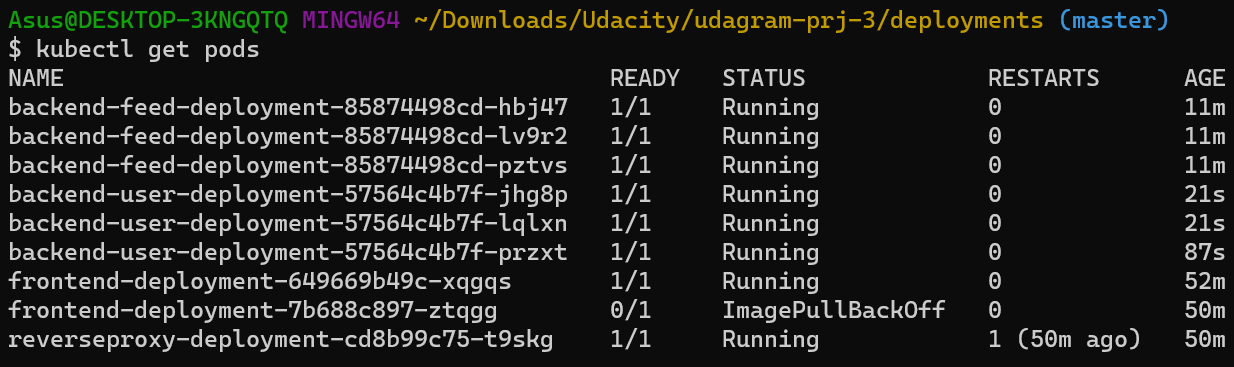 Asus@DESKTOP-3KNGQTQ MINGW64 ~/Downloads/Udacity/udagram-prj-3/deployments (master)
$ kubectl get pods
NAME READY STATUS RESTARTS AGE
backend-feed-deployment-85874498cd-hbj47 1/1 Running 0 11m
backend-feed-deployment-85874498cd-lv9r2 1/1 Running 0 11m
backend-feed-deployment-85874498cd-pztvs 1/1 Running 0 11m
backend-user-deployment-57564c4b7f-jhg8p 1/1 Running 0 21s
backend-user-deployment-57564c4b7f-lqlxn 1/1 Running 0 21s
backend-user-deployment-57564c4b7f-przxt 1/1 Running 0 87s
frontend-deployment-649669b49c-xqgqs 1/1 Running 0 52m
frontend-deployment-7b688c897-ztqgg 0/1 ImagePullBackOff 0 50m
reverseproxy-deployment-cd8b99c75-t9skg 1/1 Running 1 (50m ago) 50m